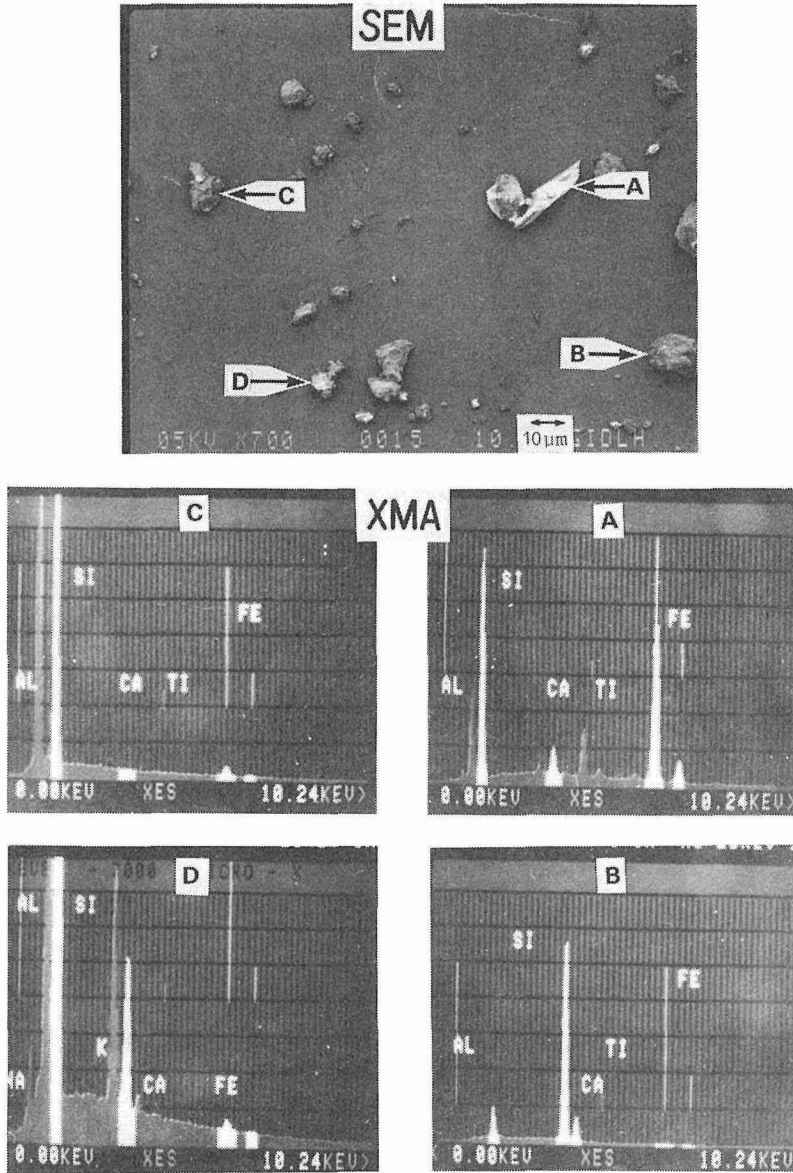 SEM
A
C
B
D
05KV X700 0015 10 10μm GIDLH
C
XMA
A
SI
FE
AL CA TI
0.00KEV XES 10.24KEV>
SI
FE
AL CA TI
0.00KEV XES 10.24KEV>
D
B
AL SI
K
CA FE
0.00KEV XES 10.24KEV>
SI
FE
AL TI
CA
0.00KEV XES 10.24KEV>